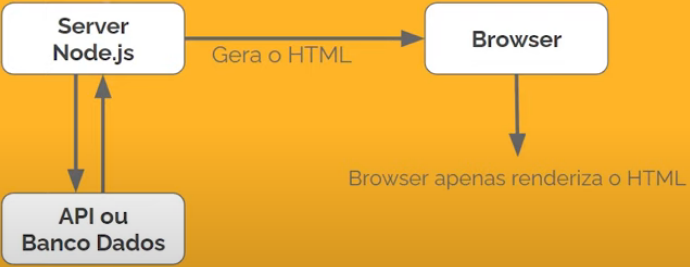 Server
Node.js
Gera o HTML
Browser
Browser apenas renderiza o HTML
API ou
Banco Dados